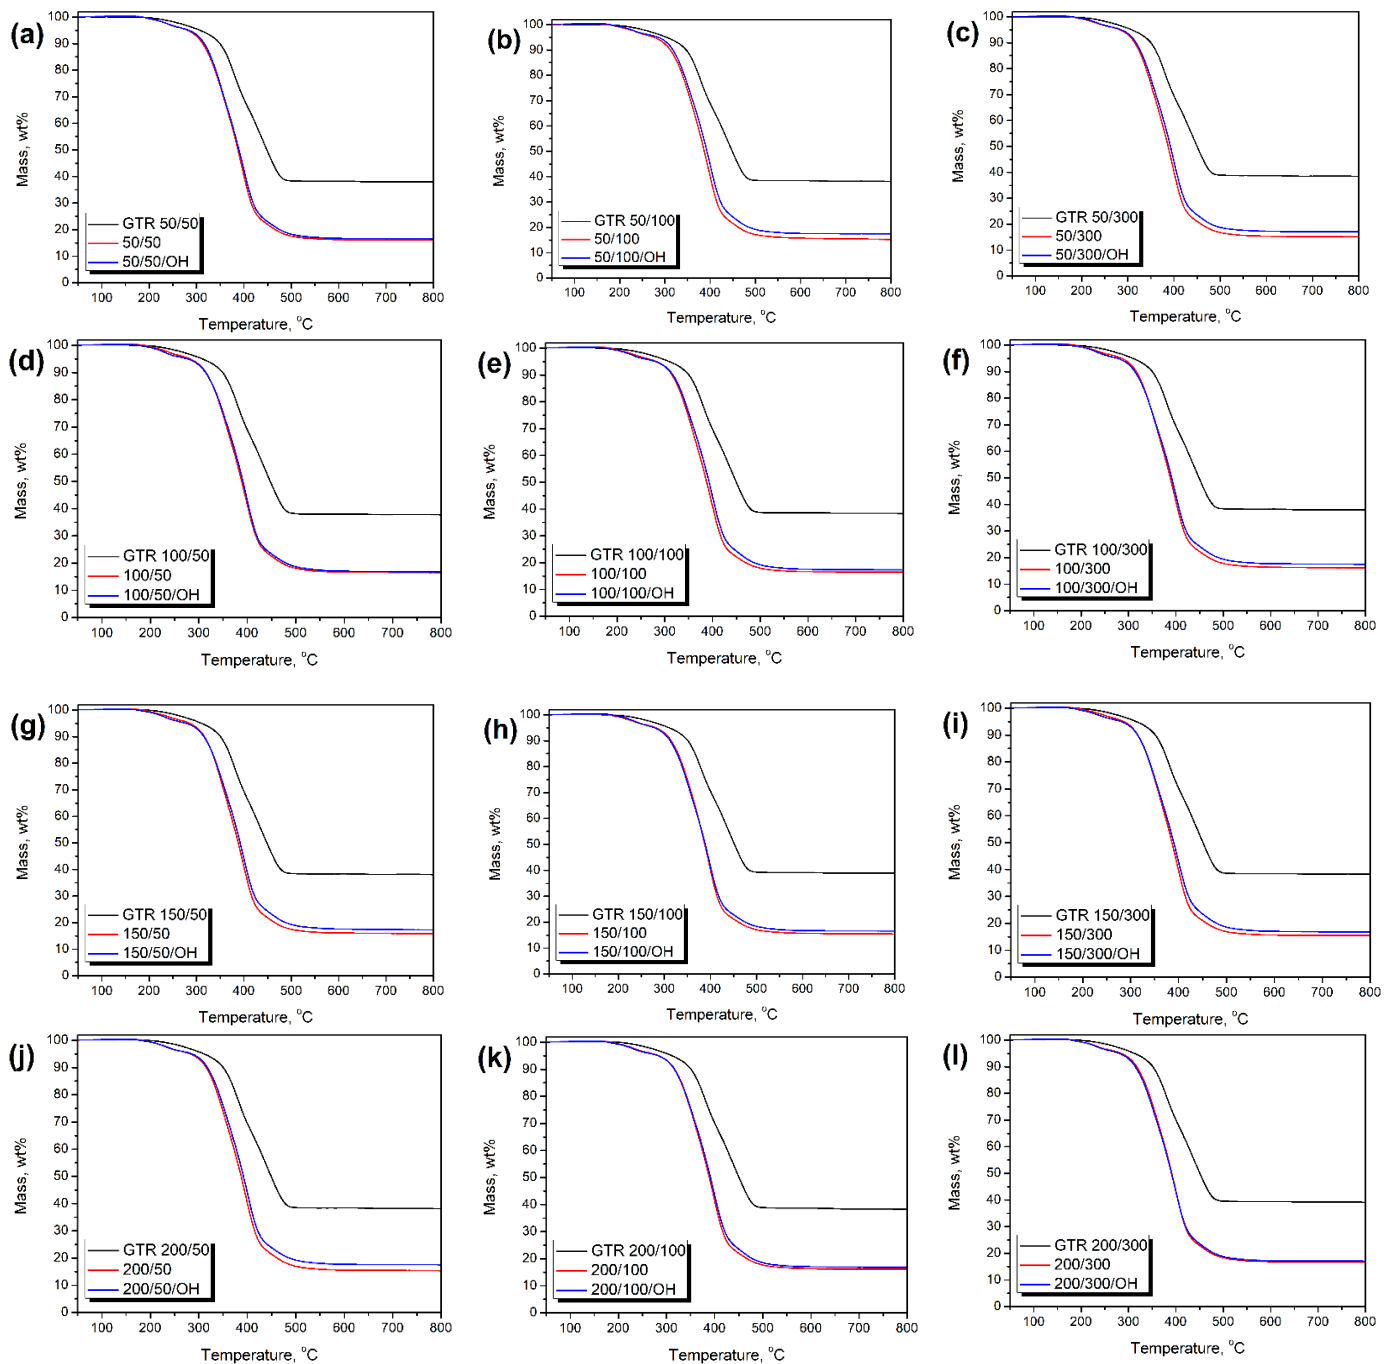 (a)
100
90
80
70
60
50
40
30
20
10
0
Mass, wt%
GTR 50/50
50/50
50/50/OH
100 200 300 400 500 600 700 800
Temperature, °C
(b)
100
90
80
70
60
50
40
30
20
10
0
Mass, wt%
GTR 50/100
50/100
50/100/OH
100 200 300 400 500 600 700 800
Temperature, °C
(c)
100
90
80
70
60
50
40
30
20
10
0
Mass, wt%
GTR 50/300
50/300
50/300/OH
100 200 300 400 500 600 700 800
Temperature, °C
(d)
100
90
80
70
60
50
40
30
20
10
0
Mass, wt%
GTR 100/50
100/50
100/50/OH
100 200 300 400 500 600 700 800
Temperature, °C
(e)
100
90
80
70
60
50
40
30
20
10
0
Mass, wt%
GTR 100/100
100/100
100/100/OH
100 200 300 400 500 600 700 800
Temperature, °C
(f)
100
90
80
70
60
50
40
30
20
10
0
Mass, wt%
GTR 100/300
100/300
100/300/OH
100 200 300 400 500 600 700 800
Temperature, °C
(g)
100
90
80
70
60
50
40
30
20
10
0
Mass, wt%
GTR 150/50
150/50
150/50/OH
100 200 300 400 500 600 700 800
Temperature, °C
(h)
100
90
80
70
60
50
40
30
20
10
0
Mass, wt%
GTR 150/100
150/100
150/100/OH
100 200 300 400 500 600 700 800
Temperature, °C
(i)
100
90
80
70
60
50
40
30
20
10
0
Mass, wt%
GTR 150/300
150/300
150/300/OH
100 200 300 400 500 600 700 800
Temperature, °C
(j)
100
90
80
70
60
50
40
30
20
10
0
Mass, wt%
GTR 200/50
200/50
200/50/OH
100 200 300 400 500 600 700 800
Temperature, °C
(k)
100
90
80
70
60
50
40
30
20
10
0
Mass, wt%
GTR 200/100
200/100
200/100/OH
100 200 300 400 500 600 700 800
Temperature, °C
(l)
100
90
80
70
60
50
40
30
20
10
0
Mass, wt%
GTR 200/300
200/300
200/300/OH
100 200 300 400 500 600 700 800
Temperature, °C